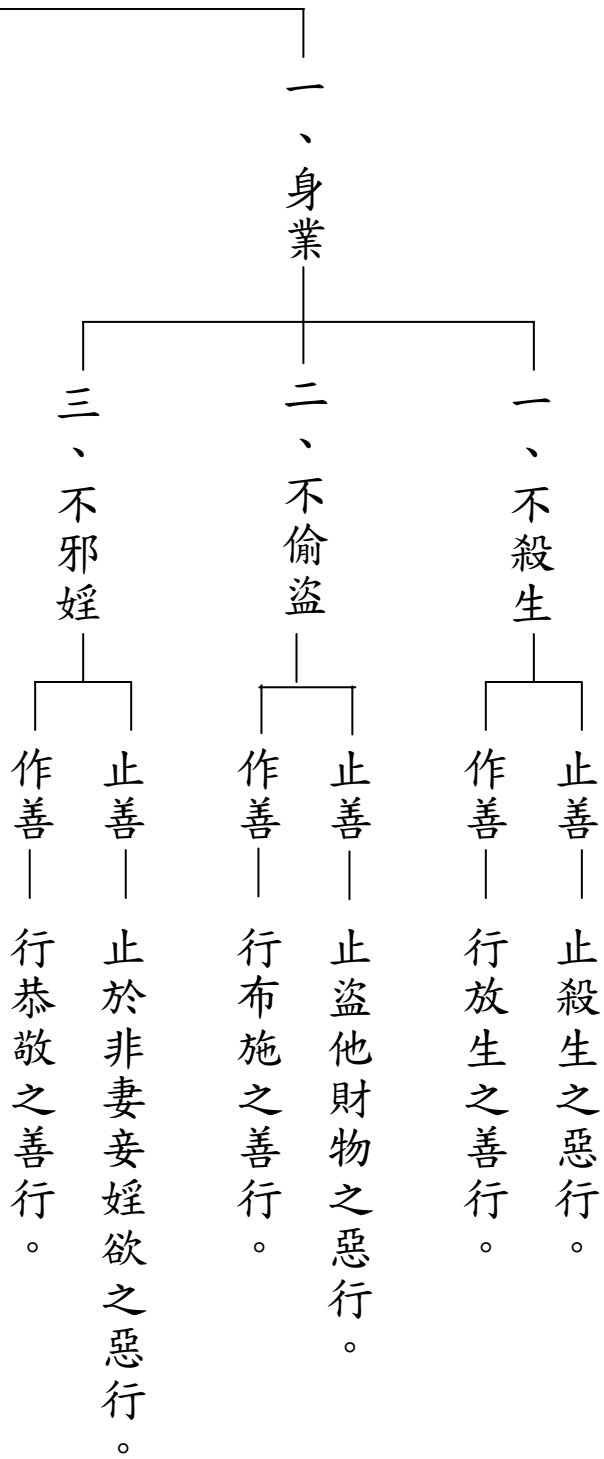 一、身業
一、不殺生
止善 — 止殺生之惡行。
作善 — 行放生之善行。
二、不偷盜
止善 — 止盜他財物之惡行。
作善 — 行布施之善行。
三、不邪婬
止善 — 止於非妻妾婬欲之惡行。
作善 — 行恭敬之善行。